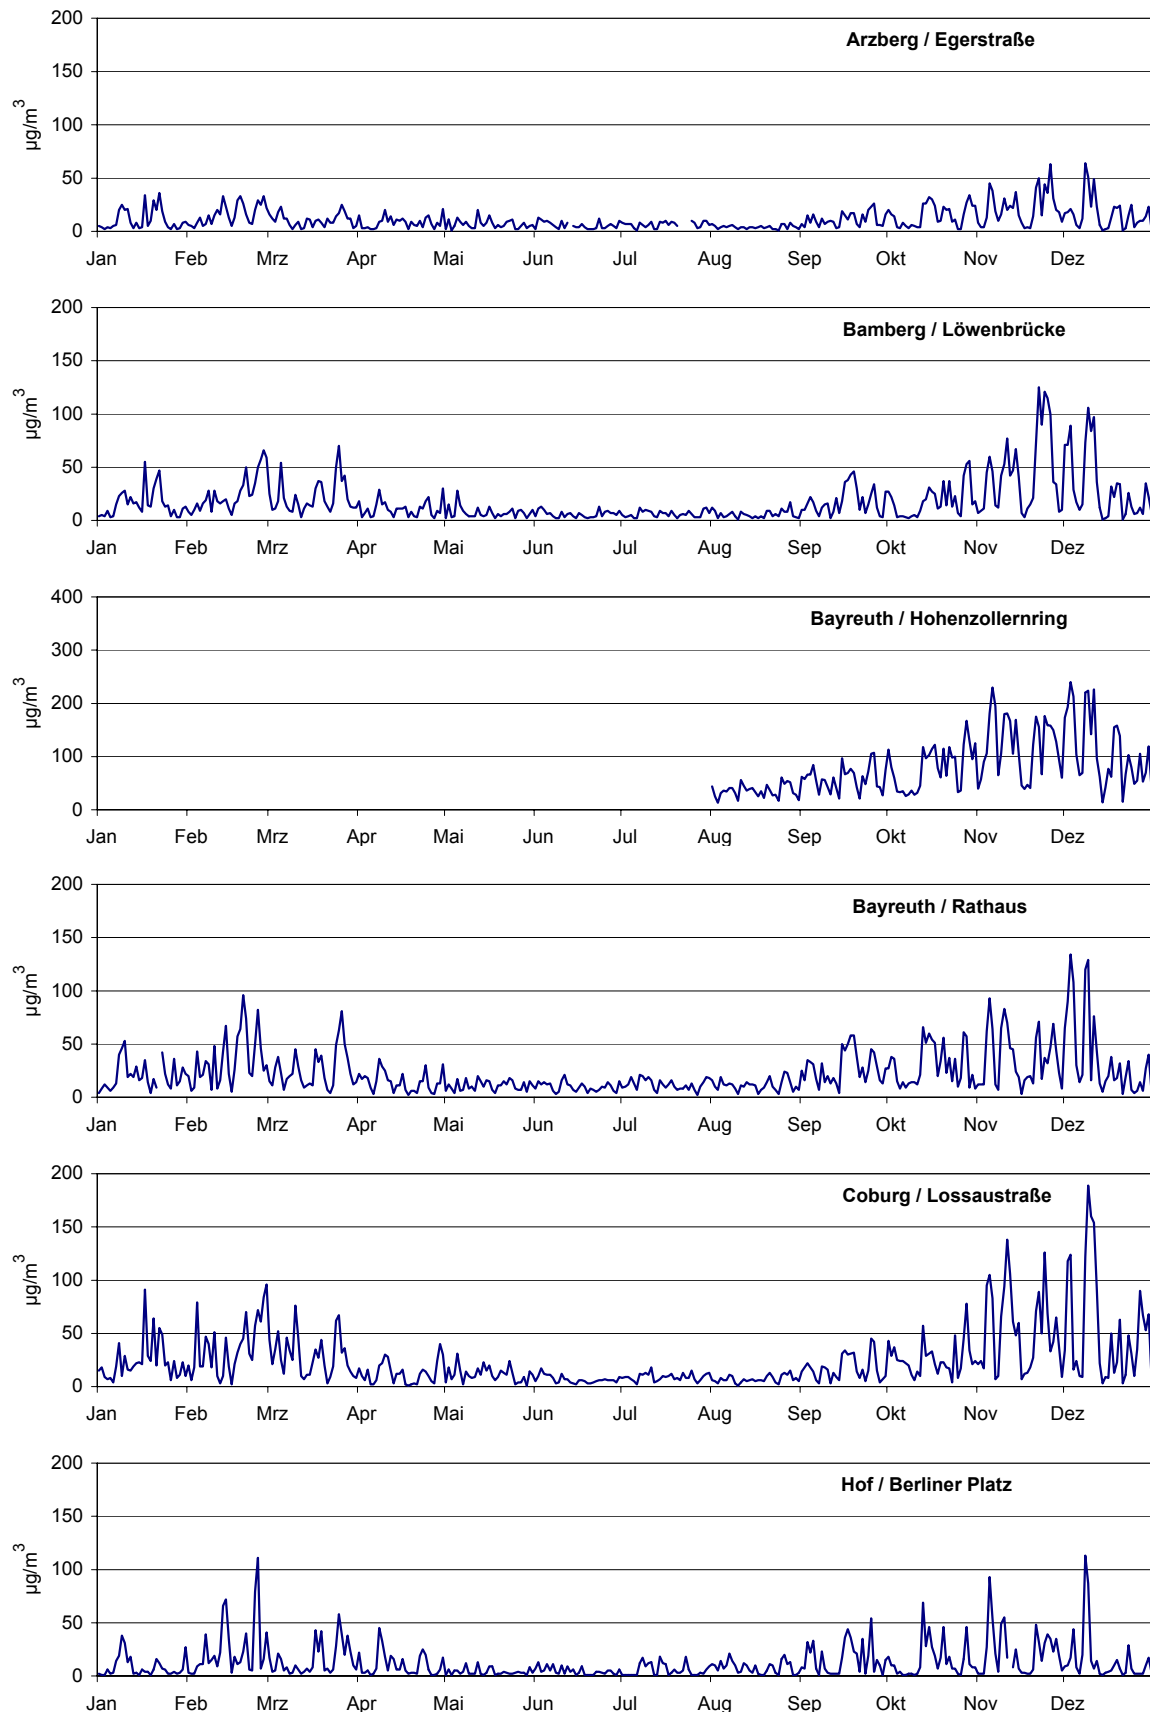 200
Arzberg / Egerstraße
150
100
50
0
µg/m³
Jan Feb Mrz Apr Mai Jun Jul Aug Sep Okt Nov Dez
200
Bamberg / Löwenbrücke
150
100
50
0
µg/m³
Jan Feb Mrz Apr Mai Jun Jul Aug Sep Okt Nov Dez
400
Bayreuth / Hohenzollernring
300
200
100
0
µg/m³
Jan Feb Mrz Apr Mai Jun Jul Aug Sep Okt Nov Dez
200
Bayreuth / Rathaus
150
100
50
0
µg/m³
Jan Feb Mrz Apr Mai Jun Jul Aug Sep Okt Nov Dez
200
Coburg / Lossaustraße
150
100
50
0
µg/m³
Jan Feb Mrz Apr Mai Jun Jul Aug Sep Okt Nov Dez
200
Hof / Berliner Platz
150
100
50
0
µg/m³
Jan Feb Mrz Apr Mai Jun Jul Aug Sep Okt Nov Dez